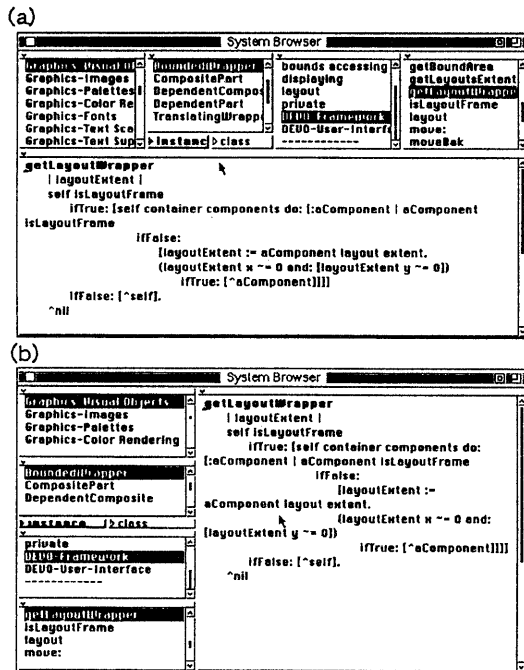 (a)
System Browser
Graphics-Visual Ob
Graphics-Images
Graphics-Palettes
Graphics-Color Re
Graphics-Fonts
Graphics-Text Sca
Graphics-Text Sup
BoundedWrapper
CompositePart
DependentCompos
DependentPart
TranslatingWrapp
instanc
class
bounds accessing
displaying
layout
private
DEVO-Framework
DEVO-User-Interf
-------------
getBoundArea
getLayoutsExtent
getLayoutWrappe
isLayoutFrame
layout
move:
moveBak
getLayoutWrapper
| layoutExtent |
self isLayoutFrame
ifTrue: [self container components do: [:aComponent | aComponent
isLayoutFrame
ifFalse:
[layoutExtent := aComponent layout extent.
(layoutExtent x ~= 0 and: [layoutExtent y ~= 0])
ifTrue: [^aComponent]]]]
ifFalse: [^self].
^nil
(b)
System Browser
Graphics-Visual Objects
Graphics-Images
Graphics-Palettes
Graphics-Color Rendering
BoundedWrapper
CompositePart
DependentComposite
instance
class
private
DEVO-Framework
DEVO-User-Interface
-------------
getLayoutWrapper
isLayoutFrame
layout
move:
getLayoutWrapper
| layoutExtent |
self isLayoutFrame
ifTrue: [self container components do:
[:aComponent | aComponent isLayoutFrame
ifFalse:
[layoutExtent :=
aComponent layout extent.
(layoutExtent x ~= 0 and:
[layoutExtent y ~= 0])
ifTrue: [^aComponent]]]]
ifFalse: [^self].
^nil